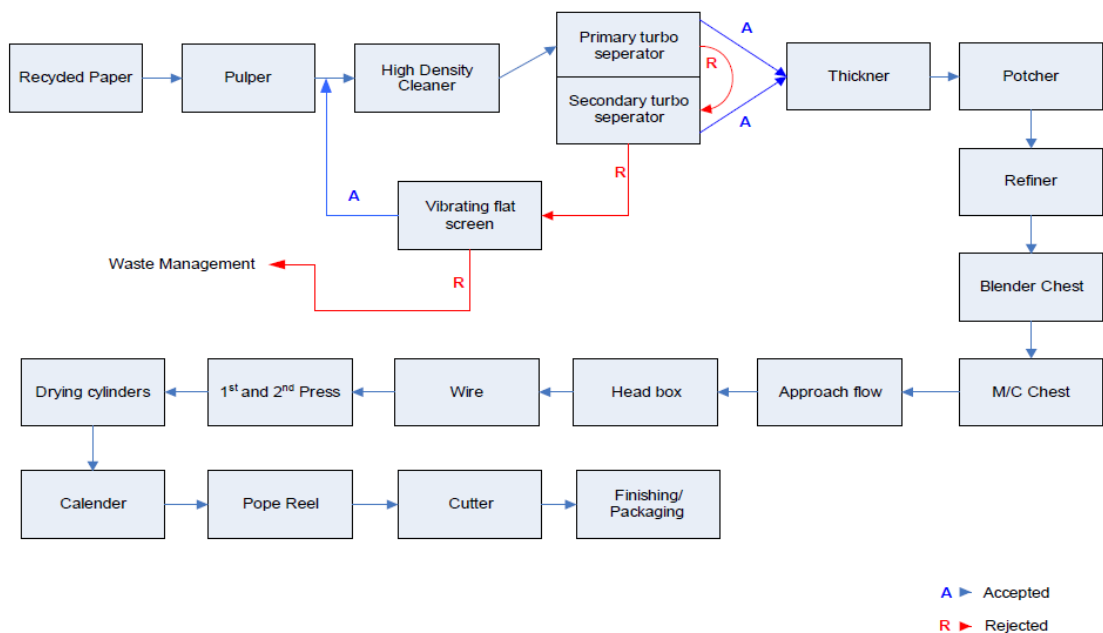 Recycled Paper
Pulper
High Density
Cleaner
Primary turbo
seperator
Secondary turbo
seperator
A
R
A
Thickner
Potcher
R
Refiner
A
Vibrating flat
screen
Waste Management
R
Blender Chest
Drying cylinders
1st and 2nd Press
Wire
Head box
Approach flow
M/C Chest
Calender
Pope Reel
Cutter
Finishing/
Packaging
A Accepted
R Rejected